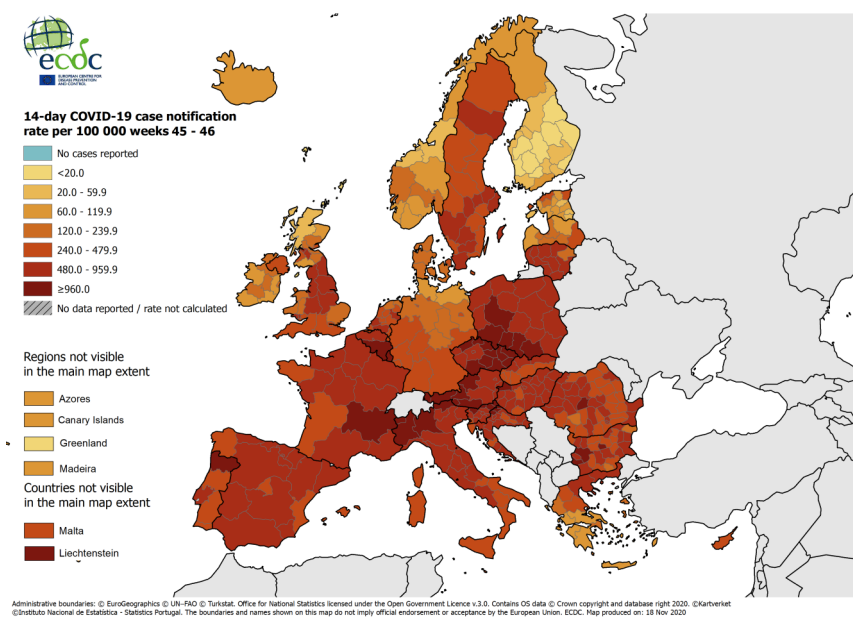 ecdc
EUROPEAN CENTRE FOR
DISEASE PREVENTION
AND CONTROL
14-day COVID-19 case notification
rate per 100 000 weeks 45 - 46
No cases reported
<20.0
20.0 - 59.9
60.0 - 119.9
120.0 - 239.9
240.0 - 479.9
480.0 - 959.9
≥960.0
No data reported / rate not calculated
Regions not visible
in the main map extent
Azores
Canary Islands
Greenland
Madeira
Countries not visible
in the main map extent
Malta
Liechtenstein
Administrative boundaries: © EuroGeographics © UN–FAO © Turkstat. Office for National Statistics licensed under the Open Government Licence v.3.0. Contains OS data © Crown copyright and database right 2020. ©Kartverket
©Instituto Nacional de Estatística - Statistics Portugal. The boundaries and names shown on this map do not imply official endorsement or acceptance by the European Union. ECDC. Map produced on: 18 Nov 2020